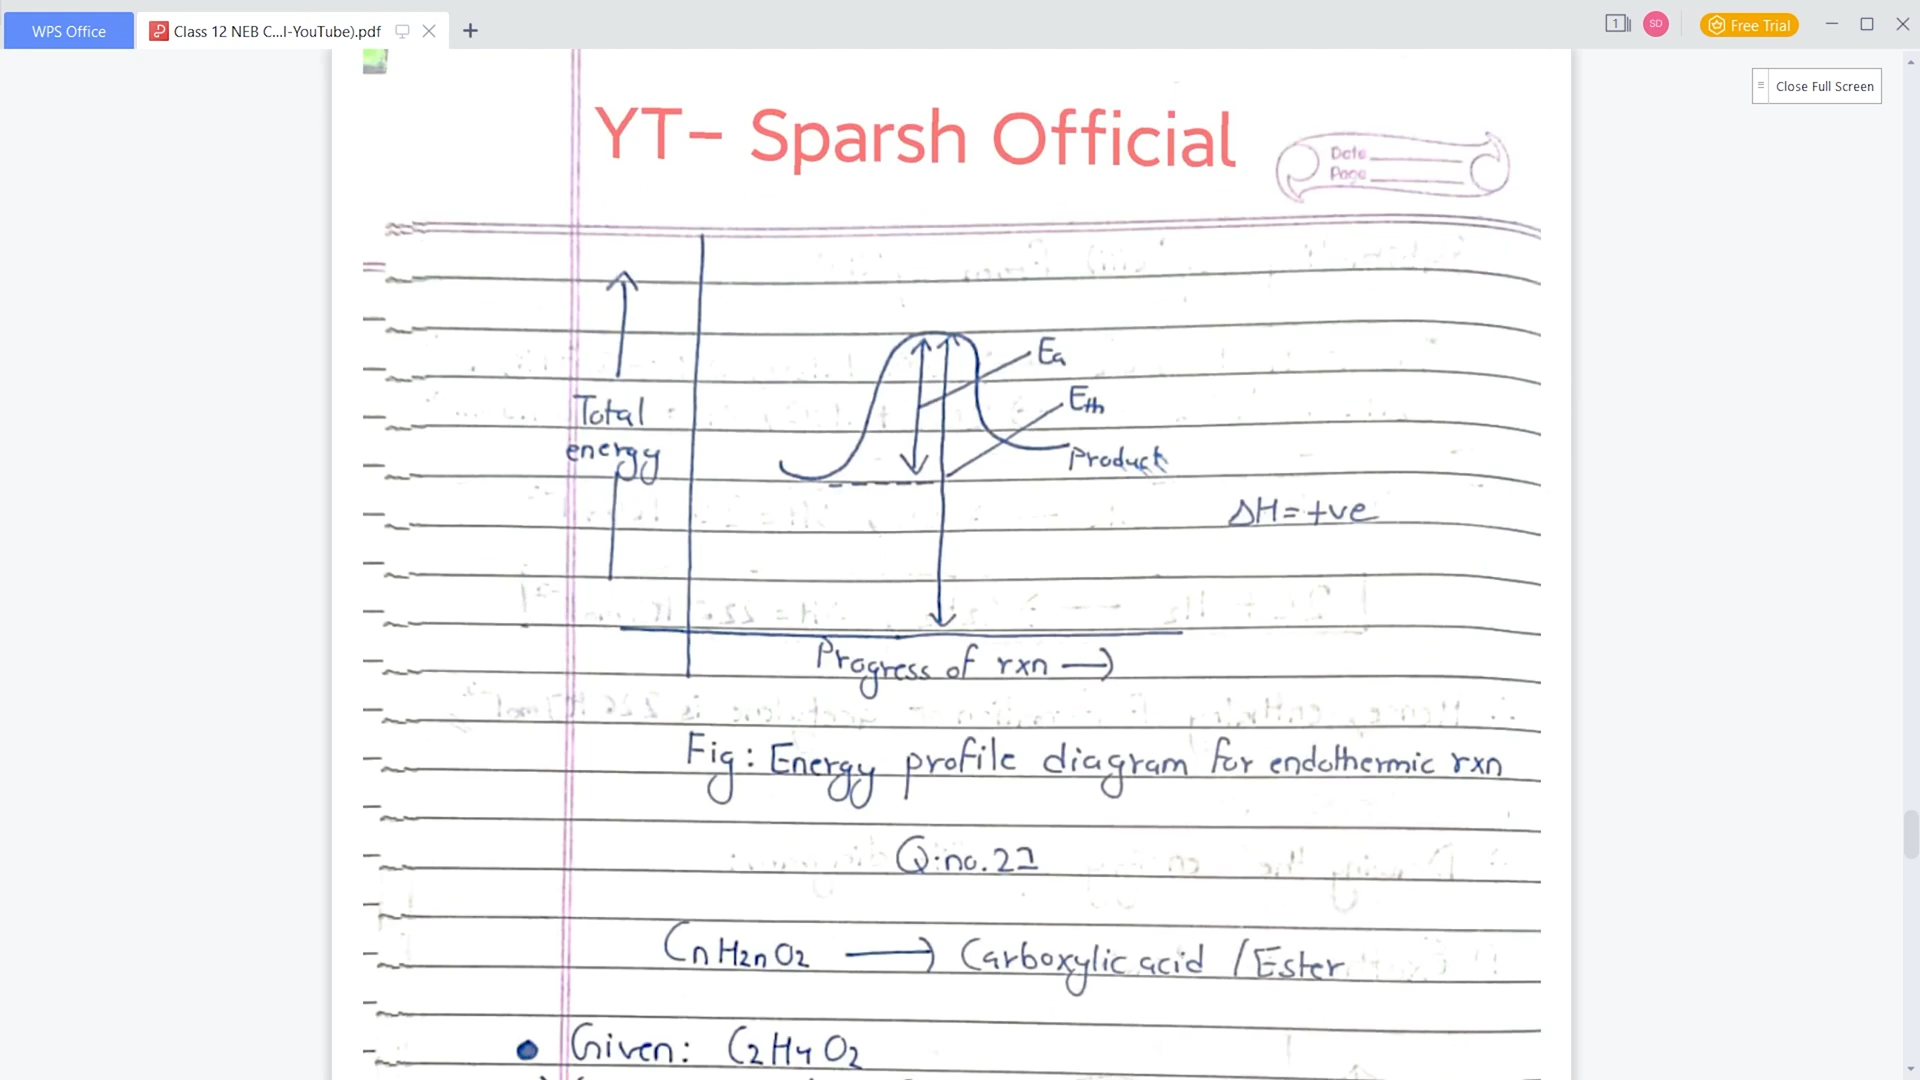 WPS Office
Class 12 NEB C...I-YouTube).pdf
1
SD
Free Trial
Close Full Screen
YT- Sparsh Official
Date
Page
Ea
Eth
Total
energy
Product
ΔH = +ve
Progress of rxn →
Fig: Energy profile diagram for endothermic rxn
Q.no. 22
CnH2nO2 → Carboxylic acid / Ester
Given: C2H4O2